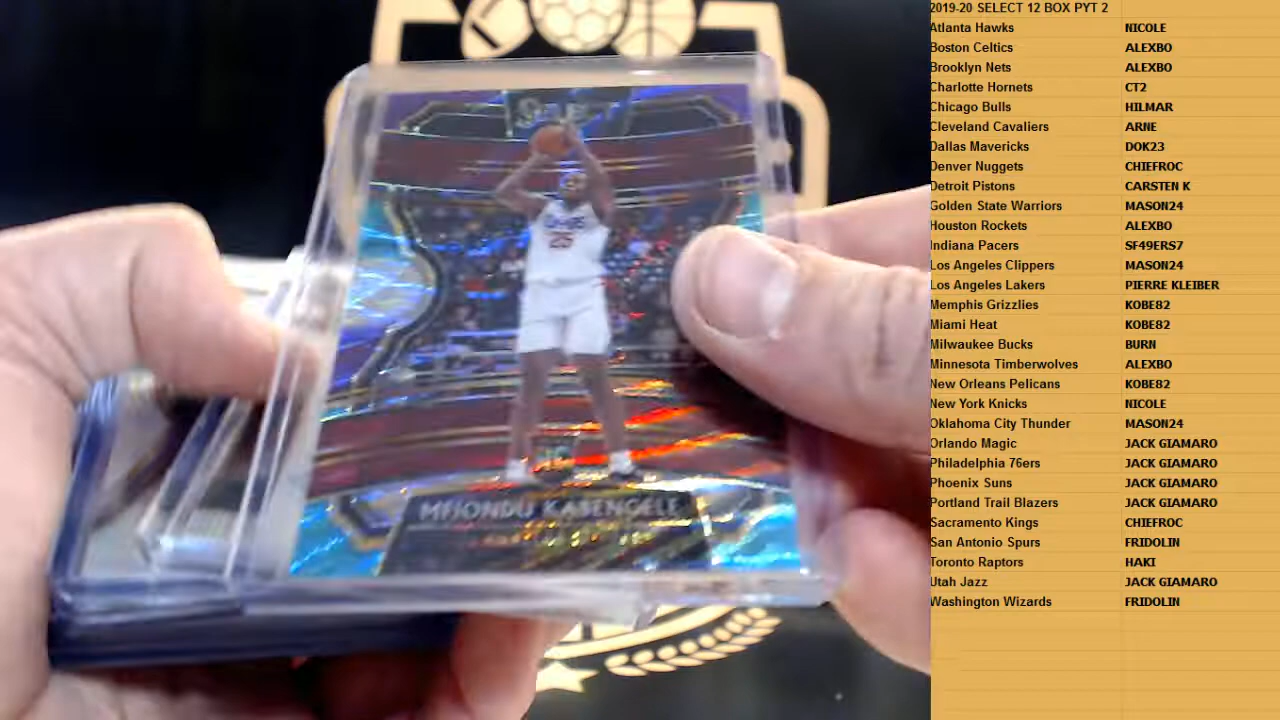 2019-20 SELECT 12 BOX PYT 2
Atlanta Hawks NICOLE
Boston Celtics ALEXBO
Brooklyn Nets ALEXBO
Charlotte Hornets CT2
Chicago Bulls HILMAR
Cleveland Cavaliers ARNE
Dallas Mavericks DOK23
Denver Nuggets CHIEFROC
Detroit Pistons CARSTEN K
Golden State Warriors MASON24
Houston Rockets ALEXBO
Indiana Pacers SF49ERS7
Los Angeles Clippers MASON24
Los Angeles Lakers PIERRE KLEIBER
Memphis Grizzlies KOBE82
Miami Heat KOBE82
Milwaukee Bucks BURN
Minnesota Timberwolves ALEXBO
New Orleans Pelicans KOBE82
New York Knicks NICOLE
Oklahoma City Thunder MASON24
Orlando Magic JACK GIAMARO
Philadelphia 76ers JACK GIAMARO
Phoenix Suns JACK GIAMARO
Portland Trail Blazers JACK GIAMARO
Sacramento Kings CHIEFROC
San Antonio Spurs FRIDOLIN
Toronto Raptors HAKI
Utah Jazz JACK GIAMARO
Washington Wizards FRIDOLIN
25
MFIONDU KABENGELE